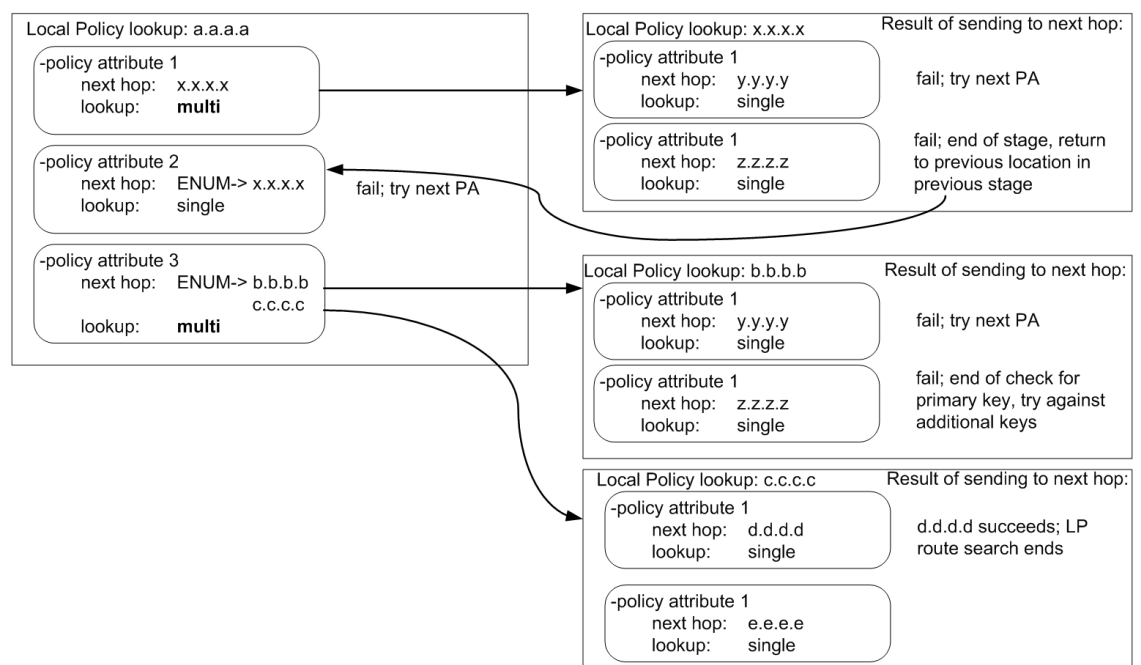 Local Policy lookup: a.a.a.a
-policy attribute 1
next hop: x.x.x.x
lookup: multi
-policy attribute 2
next hop: ENUM-> x.x.x.x
lookup: single
fail; try next PA
-policy attribute 3
next hop: ENUM-> b.b.b.b
c.c.c.c
lookup: multi
Local Policy lookup: x.x.x.x
Result of sending to next hop:
-policy attribute 1
next hop: y.y.y.y
lookup: single
fail; try next PA
-policy attribute 1
next hop: z.z.z.z
lookup: single
fail; end of stage, return
to previous location in
previous stage
Local Policy lookup: b.b.b.b
Result of sending to next hop:
-policy attribute 1
next hop: y.y.y.y
lookup: single
fail; try next PA
-policy attribute 1
next hop: z.z.z.z
lookup: single
fail; end of check for
primary key, try against
additional keys
Local Policy lookup: c.c.c.c
Result of sending to next hop:
-policy attribute 1
next hop: d.d.d.d
lookup: single
d.d.d.d succeeds; LP
route search ends
-policy attribute 1
next hop: e.e.e.e
lookup: single